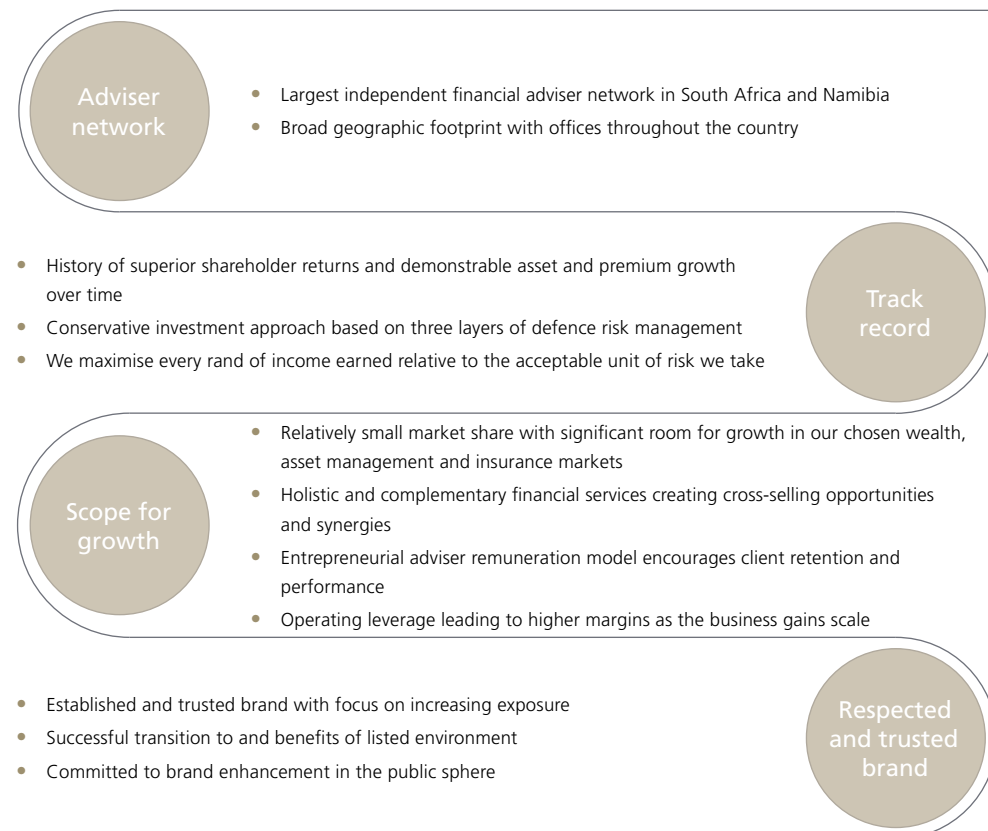 Adviser
network
• Largest independent financial adviser network in South Africa and Namibia
• Broad geographic footprint with offices throughout the country
• History of superior shareholder returns and demonstrable asset and premium growth
over time
• Conservative investment approach based on three layers of defence risk management
• We maximise every rand of income earned relative to the acceptable unit of risk we take
Track
record
Scope for
growth
• Relatively small market share with significant room for growth in our chosen wealth,
asset management and insurance markets
• Holistic and complementary financial services creating cross-selling opportunities
and synergies
• Entrepreneurial adviser remuneration model encourages client retention and
performance
• Operating leverage leading to higher margins as the business gains scale
• Established and trusted brand with focus on increasing exposure
• Successful transition to and benefits of listed environment
• Committed to brand enhancement in the public sphere
Respected
and trusted
brand